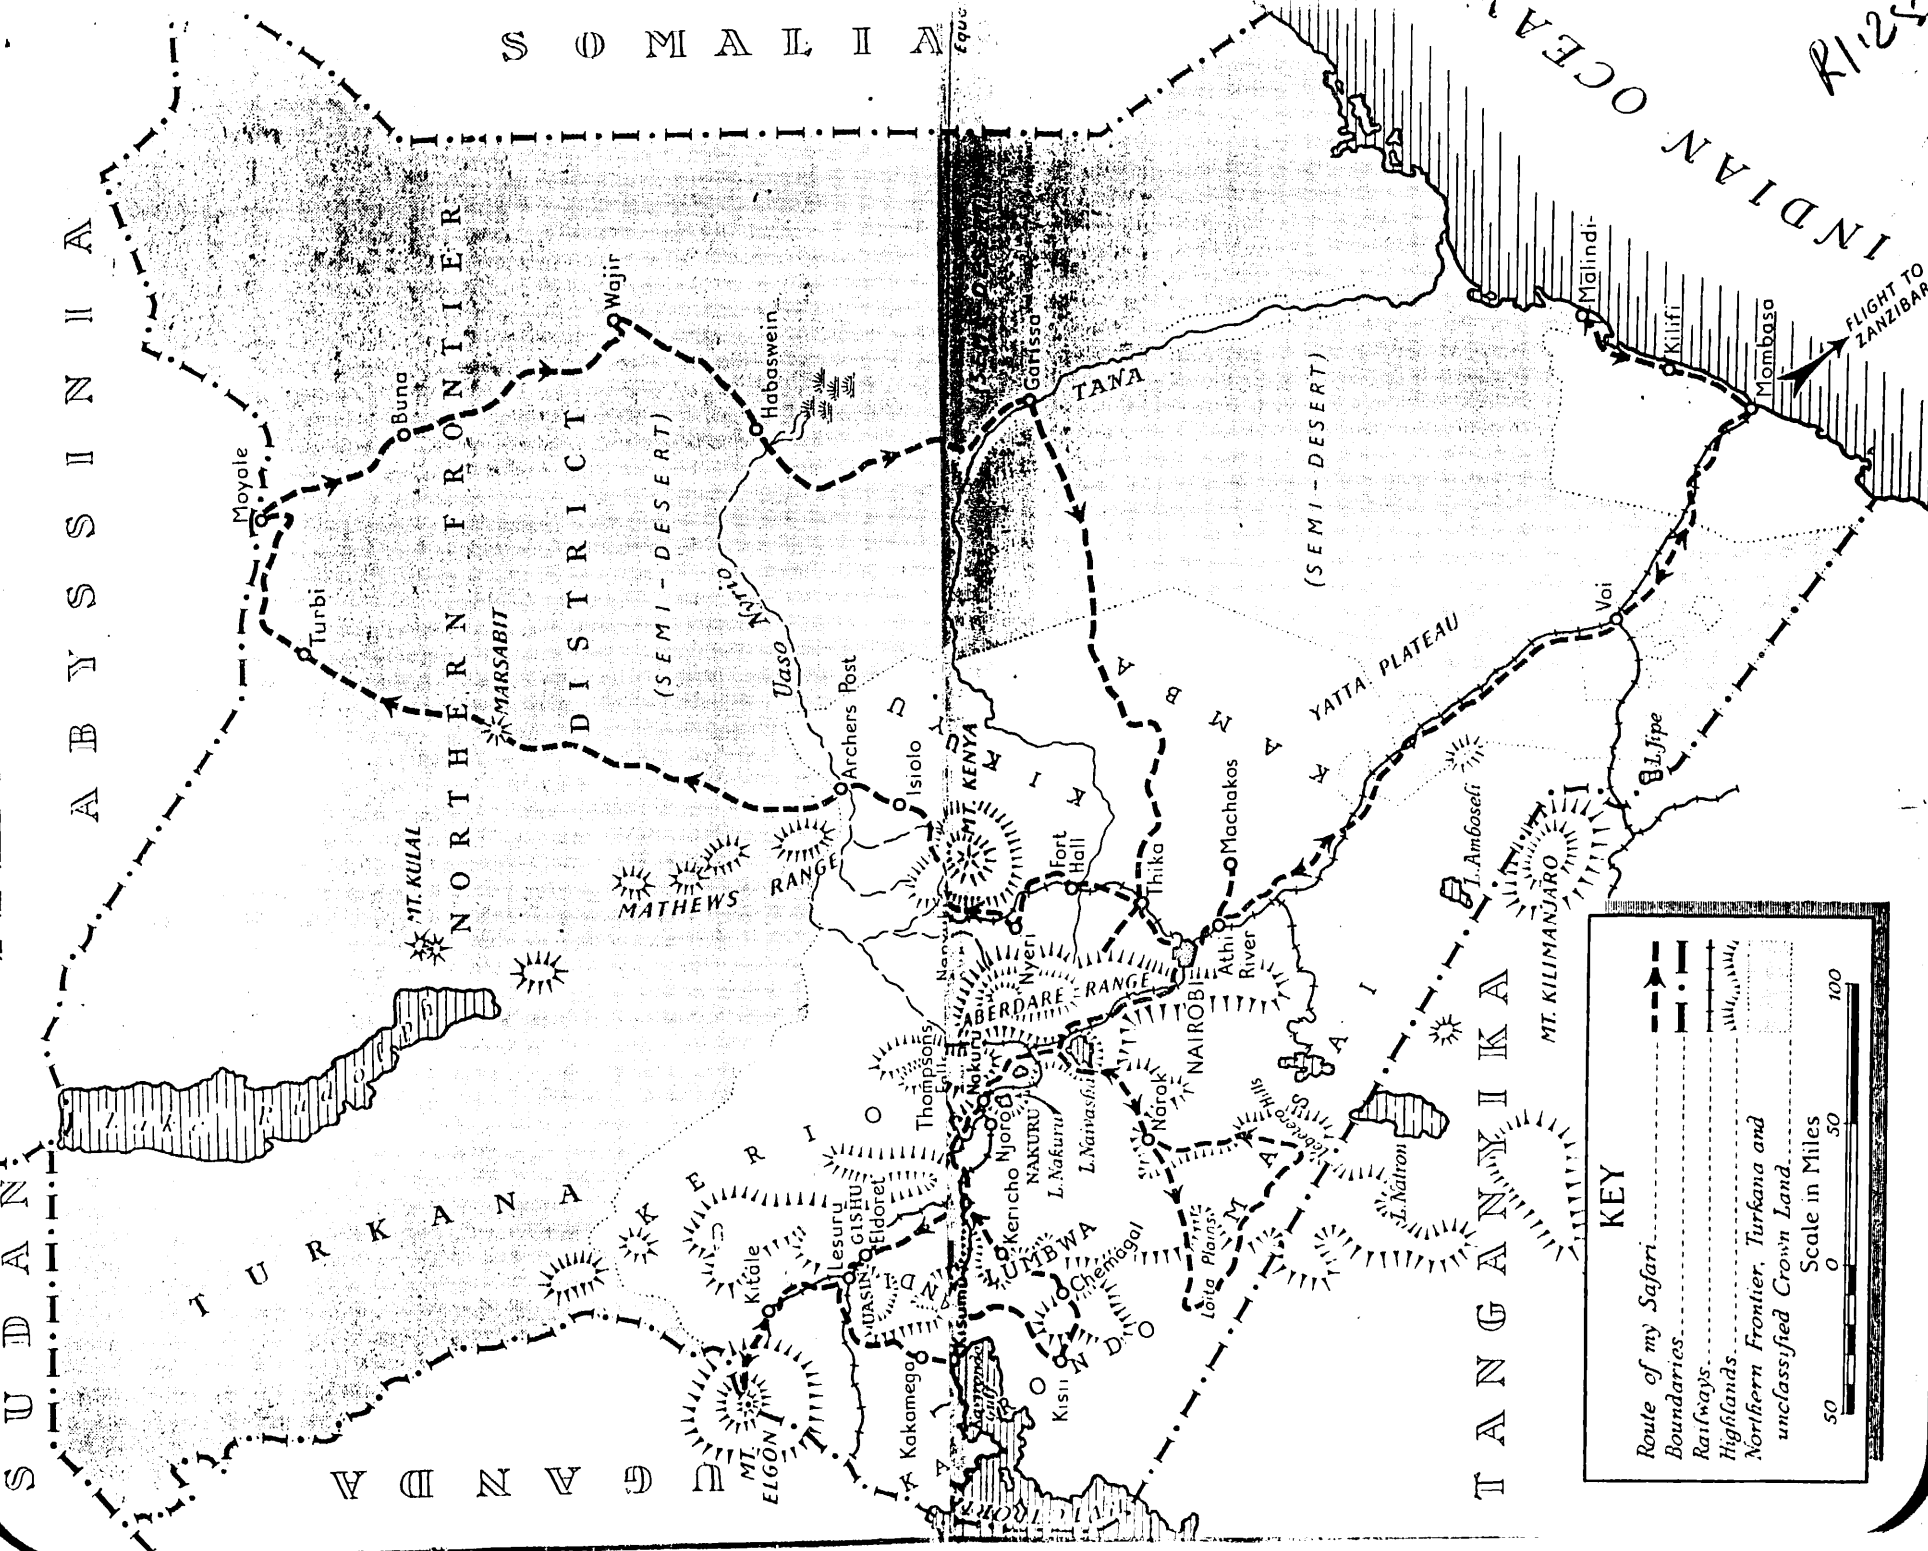 SUDAN
ABYSSINIA
SOMALIA
UGANDA
TANGANYIKA
INDIAN OCEAN
R1.25
TURKANA
NORTHERN FRONTIER
DISTRICT
(SEMI-DESERT)
Moyale
Turbi
Buna
Wajir
Habaswein
MARSABIT
MT. KULAL
MATHEWS RANGE
Uaso Nyrio
Archers Post
Isiolo
MT. KENYA
Garissa
TANA
(SEMI-DESERT)
MT. ELGON
Kitale
Lesuru
UASIN GISHU
Eldoret
NANDI
Kakamega
Kisumu
Kericho
LUMBWA
Chemagal
Kisii
Njoro
Nakuru
NAKURU
L.Nakuru
L.Naivasha
Thompsons
ABERDARE RANGE
Nyeri
Fort Hall
Thika
NAIROBI
Athi River
Machakos
Narok
Loita Plains
L.Natron
MASAI
KAMBA
YATTA PLATEAU
L.Amboseli
MT. KILIMANJARO
L.Jipe
Voi
Malindi
Kilifi
Mombasa
FLIGHT TO
ZANZIBAR
KEY
Route of my Safari
Boundaries
Railways
Highlands
Northern Frontier, Turkana and
unclassified Crown Land
Scale in Miles
50 0 50 100